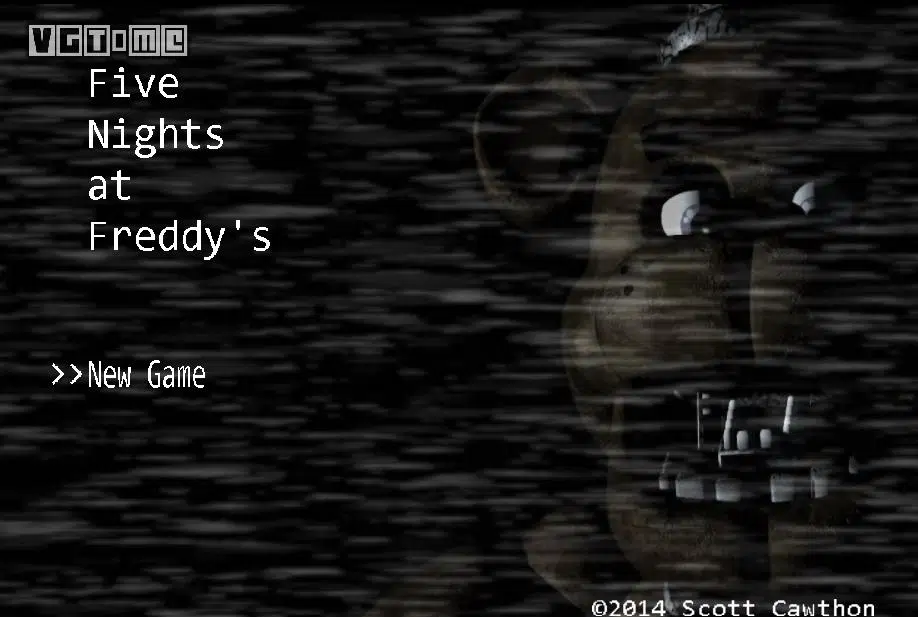 VGTIME
Five
Nights
at
Freddy's
>>New Game
©2014 Scott Cawthon